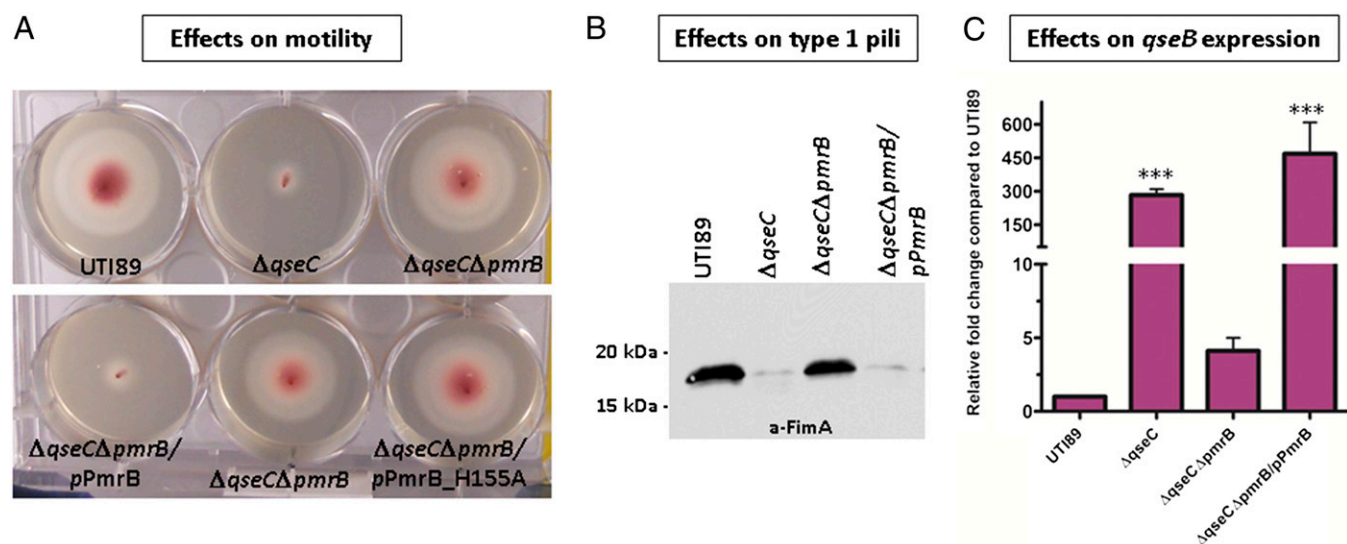 A
Effects on motility
UTI89
ΔqseC
ΔqseCΔpmrB
ΔqseCΔpmrB/
pPmrB
ΔqseCΔpmrB
ΔqseCΔpmrB/
pPmrB_H155A
B
Effects on type 1 pili
UTI89
ΔqseC
ΔqseCΔpmrB
ΔqseCΔpmrB/
pPmrB
20 kDa -
15 kDa -
a-FimA
C
Effects on qseB expression
Relative fold change compared to UTI89
600
450
300
150
10
5
0
***
***
UTI89
ΔqseC
ΔqseCΔpmrB
ΔqseCΔpmrB/pPmrB